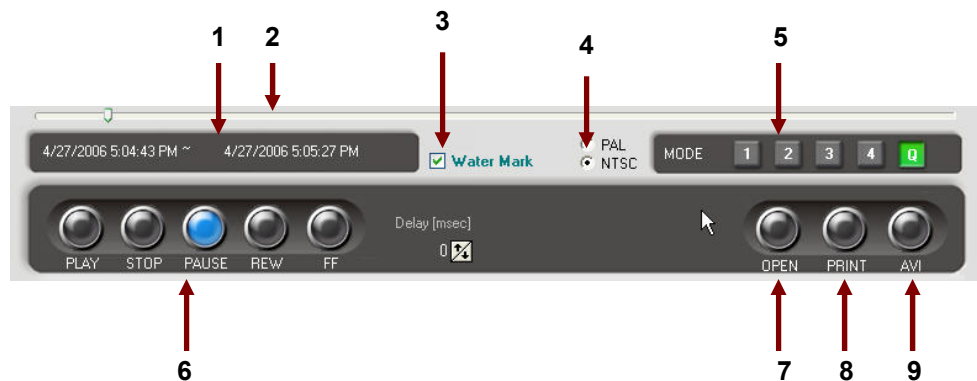 1 2 3 4 5
4/27/2006 5:04:43 PM ~ 4/27/2006 5:05:27 PM
Water Mark
PAL
NTSC
MODE 1 2 3 4 Q
Delay [msec]
0
PLAY STOP PAUSE REW FF
OPEN PRINT AVI
6 7 8 9